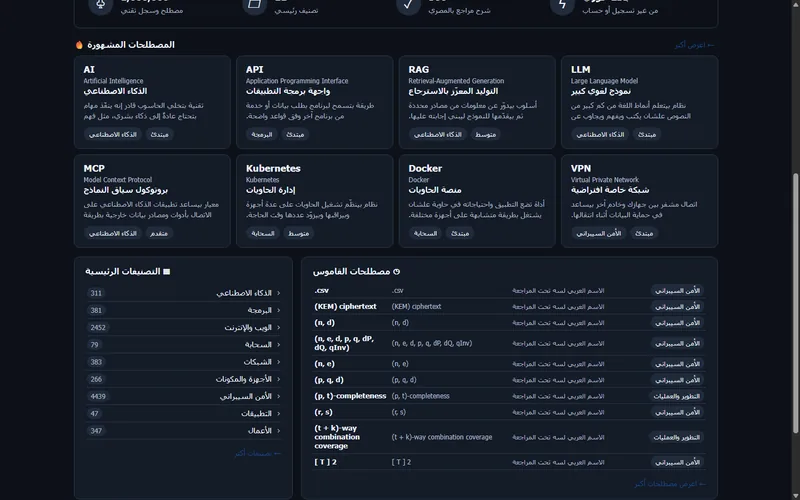 مصطلح وسجل تقني
تصنيف رئيسي
شرح مراجع بالمصري
من غير تسجيل أو حساب
🔥 المصطلحات المشهورة
اعرض أكتر ←
AI
Artificial Intelligence
الذكاء الاصطناعي
تقنية بتخلي الحاسوب قادر إنه ينفّذ مهام
بتحتاج عادةً إلى ذكاء بشري، مثل فهم
مبتدئ
الذكاء الاصطناعي
API
Application Programming Interface
واجهة برمجة التطبيقات
طريقة بتسمح لبرنامج يطلب بيانات أو خدمة
من برنامج آخر وفق قواعد واضحة.
مبتدئ
البرمجة
RAG
Retrieval-Augmented Generation
التوليد المعزّز بالاسترجاع
أسلوب بيدوّر عن معلومات من مصادر محددة
ثم بيقدّمها للنموذج ليبني إجابته عليها.
متوسط
الذكاء الاصطناعي
LLM
Large Language Model
نموذج لغوي كبير
نظام بيتعلم أنماط اللغة من كم كبير من
النصوص علشان يكتب ويفهم ويجاوب عن
مبتدئ
الذكاء الاصطناعي
MCP
Model Context Protocol
بروتوكول سياق النماذج
معيار بيساعد تطبيقات الذكاء الاصطناعي على
الاتصال بأدوات ومصادر بيانات خارجية بطريقة
متقدم
الذكاء الاصطناعي
Kubernetes
Kubernetes
إدارة الحاويات
نظام بينظّم تشغيل الحاويات على عدة أجهزة
وبيراقبها وبيزوّد عددها وقت الحاجة.
متوسط
السحابة
Docker
Docker
منصة الحاويات
أداة تضع التطبيق واحتياجاته في حاوية علشان
يشتغل بطريقة متشابهة على أجهزة مختلفة.
مبتدئ
السحابة
VPN
Virtual Private Network
شبكة خاصة افتراضية
اتصال مشفر بين جهازك وخادم آخر بيساعد
في حماية البيانات أثناء انتقالها.
مبتدئ
الأمن السيبراني
التصنيفات الرئيسية
الذكاء الاصطناعي 311
البرمجة 381
الويب والإنترنت 2452
السحابة 79
الشبكات 383
الأجهزة والمكونات 266
الأمن السيبراني 4439
التطبيقات 47
الأعمال 347
تصنيفات أكتر ←
مصطلحات القاموس
.csv .csv الاسم العربي لسه تحت المراجعة الأمن السيبراني
(KEM) ciphertext (KEM) ciphertext الاسم العربي لسه تحت المراجعة الأمن السيبراني
(n, d) (n, d) الاسم العربي لسه تحت المراجعة الأمن السيبراني
(n, e, d, p, q, dP, dQ, qInv) (n, e, d, p, q, dP, dQ, qInv) الاسم العربي لسه تحت المراجعة الأمن السيبراني
(n, e) (n, e) الاسم العربي لسه تحت المراجعة الأمن السيبراني
(p, q, d) (p, q, d) الاسم العربي لسه تحت المراجعة الأمن السيبراني
(p, t)-completeness (p, t)-completeness الاسم العربي لسه تحت المراجعة التطوير والعمليات
(r, s) (r, s) الاسم العربي لسه تحت المراجعة الأمن السيبراني
(t + k)-way combination coverage (t + k)-way combination coverage الاسم العربي لسه تحت المراجعة التطوير والعمليات
[ T ] 2 [ T ] 2 الاسم العربي لسه تحت المراجعة الأمن السيبراني
اعرض مصطلحات أكتر ←